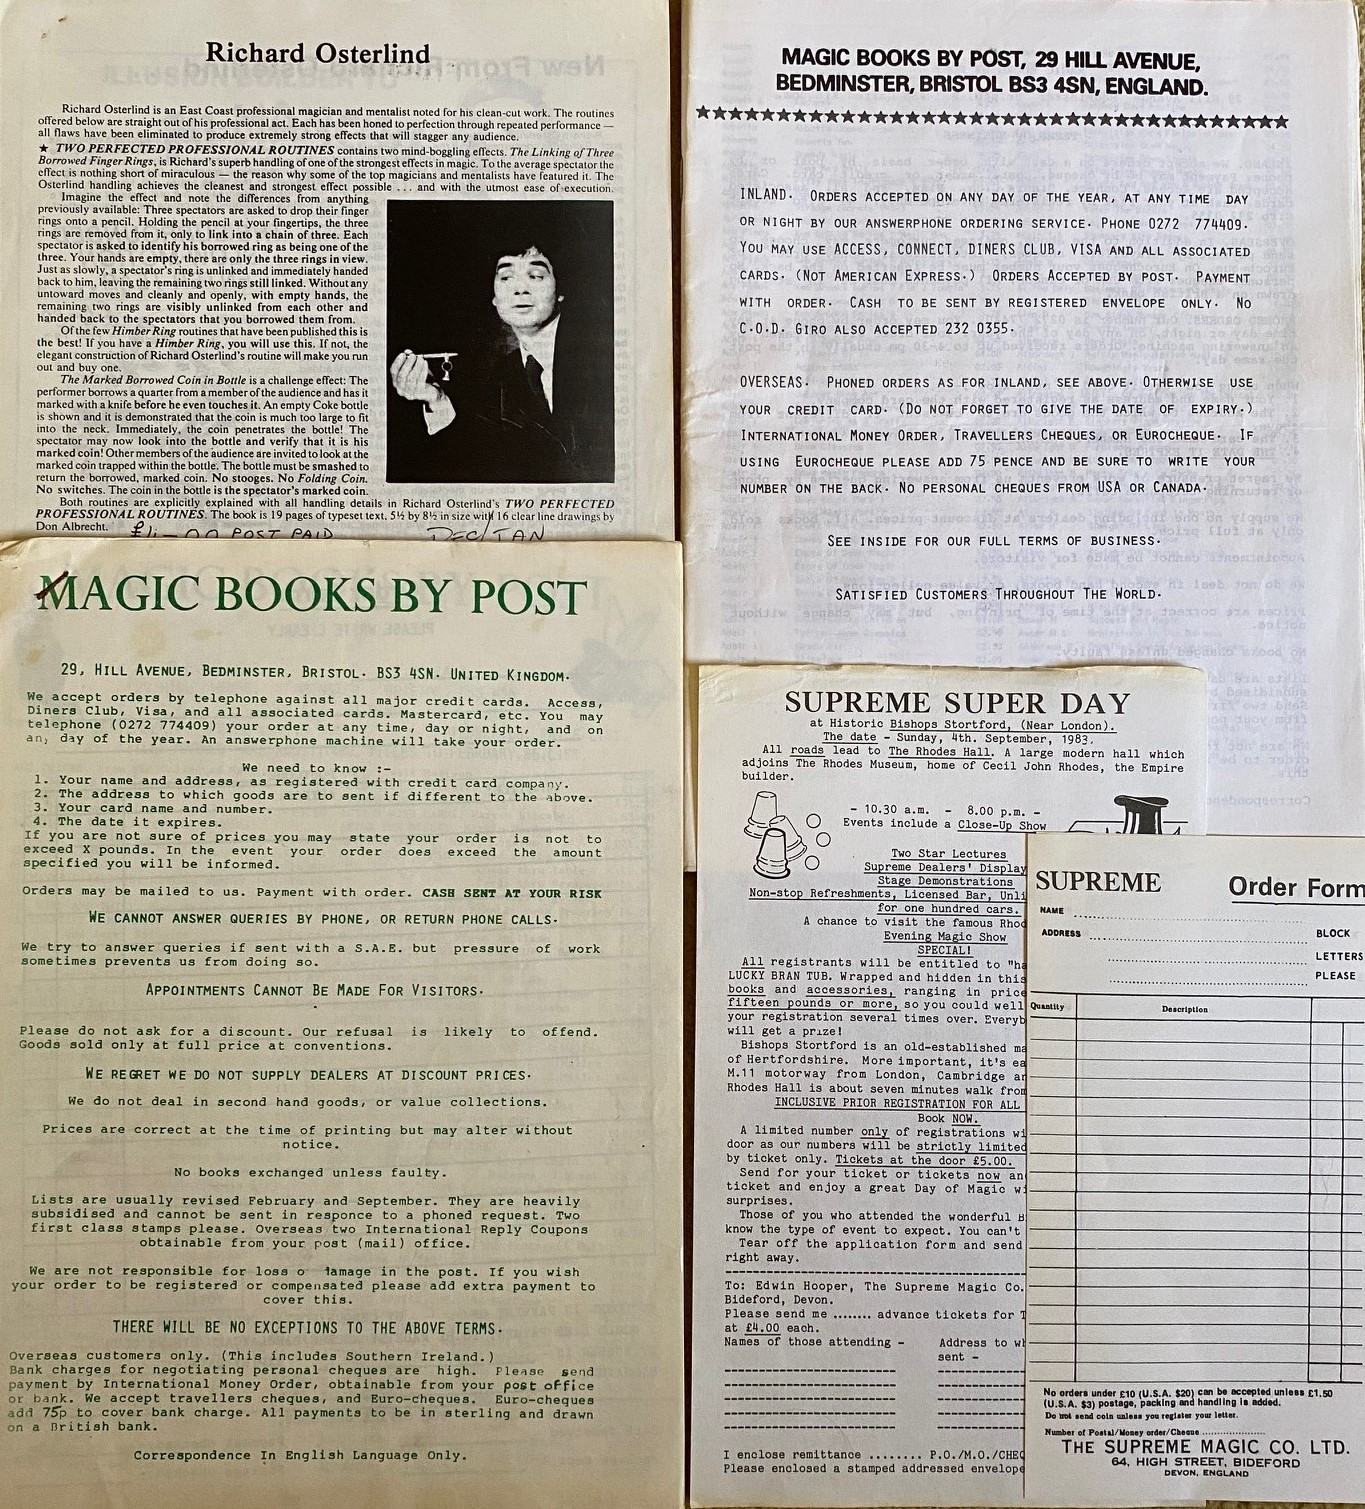 Richard Osterlind
Richard Osterlind is an East Coast professional magician and mentalist noted for his clean-cut work. The routines
offered below are straight out of his professional act. Each has been honed to perfection through repeated performance —
all flaws have been eliminated to produce extremely strong effects that will stagger any audience.
★ TWO PERFECTED PROFESSIONAL ROUTINES contains two mind-boggling effects. The Linking of Three
Borrowed Finger Rings, is Richard's superb handling of one of the strongest effects in magic. To the average spectator the
effect is nothing short of miraculous — the reason why some of the top magicians and mentalists have featured it. The
Osterlind handling achieves the cleanest and strongest effect possible ... and with the utmost ease of execution.
Imagine the effect and note the differences from anything
previously available: Three spectators are asked to drop their finger
rings onto a pencil. Holding the pencil at your fingertips, the three
rings are removed from it, only to link into a chain of three. Each
spectator is asked to identify his borrowed ring as being one of the
three. Your hands are empty, there are only the three rings in view.
Just as slowly, a spectator's ring is unlinked and immediately handed
back to him, leaving the remaining two rings still linked. Without any
untoward moves and cleanly and openly, with empty hands, the
remaining two rings are visibly unlinked from each other and
handed back to the spectators that you borrowed them from.
Of the few Himber Ring routines that have been published this is
the best! If you have a Himber Ring, you will use this. If not, the
elegant construction of Richard Osterlind's routine will make you run
out and buy one.
The Marked Borrowed Coin in Bottle is a challenge effect: The
performer borrows a quarter from a member of the audience and has it
marked with a knife before he even touches it. An empty Coke bottle
is shown and it is demonstrated that the coin is much too large to fit
into the neck. Immediately, the coin penetrates the bottle! The
spectator may now look into the bottle and verify that it is his
marked coin! Other members of the audience are invited to look at the
marked coin trapped within the bottle. The bottle must be smashed to
return the borrowed, marked coin. No stooges. No Folding Coin.
No switches. The coin in the bottle is the spectator's marked coin.
Both routines are explicitly explained with all handling details in Richard Osterlind's TWO PERFECTED
PROFESSIONAL ROUTINES. The book is 19 pages of typeset text, 5½ by 8½ in size with 16 clear line drawings by
Don Albrecht.
POST PAID DEC/JAN
MAGIC BOOKS BY POST, 29 HILL AVENUE,
BEDMINSTER, BRISTOL BS3 4SN, ENGLAND.
INLAND. ORDERS ACCEPTED ON ANY DAY OF THE YEAR, AT ANY TIME DAY
OR NIGHT BY OUR ANSWERPHONE ORDERING SERVICE. PHONE 0272 774409.
YOU MAY USE ACCESS, CONNECT, DINERS CLUB, VISA AND ALL ASSOCIATED
CARDS. (NOT AMERICAN EXPRESS.) ORDERS ACCEPTED BY POST. PAYMENT
WITH ORDER. CASH TO BE SENT BY REGISTERED ENVELOPE ONLY. NO
C.O.D. GIRO ALSO ACCEPTED 232 0355.
OVERSEAS. PHONED ORDERS AS FOR INLAND, SEE ABOVE. OTHERWISE USE
YOUR CREDIT CARD. (DO NOT FORGET TO GIVE THE DATE OF EXPIRY.)
INTERNATIONAL MONEY ORDER, TRAVELLERS CHEQUES, OR EUROCHEQUE. IF
USING EUROCHEQUE PLEASE ADD 75 PENCE AND BE SURE TO WRITE YOUR
NUMBER ON THE BACK. NO PERSONAL CHEQUES FROM USA OR CANADA.
SEE INSIDE FOR OUR FULL TERMS OF BUSINESS.
SATISFIED CUSTOMERS THROUGHOUT THE WORLD.
MAGIC BOOKS BY POST
29, HILL AVENUE, BEDMINSTER, BRISTOL. BS3 4SN. UNITED KINGDOM.
We accept orders by telephone against all major credit cards. Access,
Diners Club, Visa, and all associated cards. Mastercard, etc. You may
telephone (0272 774409) your order at any time, day or night, and on
any day of the year. An answerphone machine will take your order.
We need to know :-
1. Your name and address, as registered with credit card company.
2. The address to which goods are to sent if different to the above.
3. Your card name and number.
4. The date it expires.
If you are not sure of prices you may state your order is not to
exceed X pounds. In the event your order does exceed the amount
specified you will be informed.
Orders may be mailed to us. Payment with order. CASH SENT AT YOUR RISK
WE CANNOT ANSWER QUERIES BY PHONE, OR RETURN PHONE CALLS.
We try to answer queries if sent with a S.A.E. but pressure of work
sometimes prevents us from doing so.
APPOINTMENTS CANNOT BE MADE FOR VISITORS.
Please do not ask for a discount. Our refusal is likely to offend.
Goods sold only at full price at conventions.
WE REGRET WE DO NOT SUPPLY DEALERS AT DISCOUNT PRICES.
We do not deal in second hand goods, or value collections.
Prices are correct at the time of printing but may alter without
notice.
No books exchanged unless faulty.
Lists are usually revised February and September. They are heavily
subsidised and cannot be sent in responce to a phoned request. Two
first class stamps please. Overseas two International Reply Coupons
obtainable from your post (mail) office.
We are not responsible for loss o damage in the post. If you wish
your order to be registered or compensated please add extra payment to
cover this.
THERE WILL BE NO EXCEPTIONS TO THE ABOVE TERMS.
Overseas customers only. (This includes Southern Ireland.)
Bank charges for negotiating personal cheques are high. Please send
payment by International Money Order, obtainable from your post office
or bank. We accept travellers cheques, and Euro-cheques. Euro-cheques
add 75p to cover bank charge. All payments to be in sterling and drawn
on a British bank.
Correspondence In English Language Only.
SUPREME SUPER DAY
at Historic Bishops Stortford, (Near London).
The date - Sunday, 4th. September, 1983.
All roads lead to The Rhodes Hall. A large modern hall which
adjoins The Rhodes Museum, home of Cecil John Rhodes, the Empire
builder.
- 10.30 a.m. - 8.00 p.m. -
Events include a Close-Up Show
Two Star Lectures
Supreme Dealers' Display
Stage Demonstrations
Non-stop Refreshments, Licensed Bar, Unli
for one hundred cars.
A chance to visit the famous Rhod
Evening Magic Show
SPECIAL!
All registrants will be entitled to "ha
LUCKY BRAN TUB. Wrapped and hidden in this
books and accessories, ranging in price
fifteen pounds or more, so you could well
your registration several times over. Everyb
will get a prize!
Bishops Stortford is an old-established ma
of Hertfordshire. More important, it's ea
M.11 motorway from London, Cambridge an
Rhodes Hall is about seven minutes walk from
INCLUSIVE PRIOR REGISTRATION FOR ALL
Book NOW.
A limited number only of registrations wi
door as our numbers will be strictly limited
by ticket only. Tickets at the door £5.00.
Send for your ticket or tickets now an
ticket and enjoy a great Day of Magic wi
surprises.
Those of you who attended the wonderful B
know the type of event to expect. You can't
Tear off the application form and send
right away.
To: Edwin Hooper, The Supreme Magic Co.
Bideford, Devon.
Please send me ........ advance tickets for T
at £4.00 each.
Names of those attending - Address to wh
sent -
I enclose remittance ........ P.O./M.O./CHEQ
Please enclosed a stamped addressed envelope
SUPREME Order Form
NAME
ADDRESS BLOCK
LETTERS
PLEASE
Quantity Description
No orders under £10 (U.S.A. $20) can be accepted unless £1.50
(U.S.A. $3) postage, packing and handling is added.
Do not send coin unless you register your letter.
Number of Postal/Money order/Cheque
THE SUPREME MAGIC CO. LTD.
64, HIGH STREET, BIDEFORD
DEVON, ENGLAND